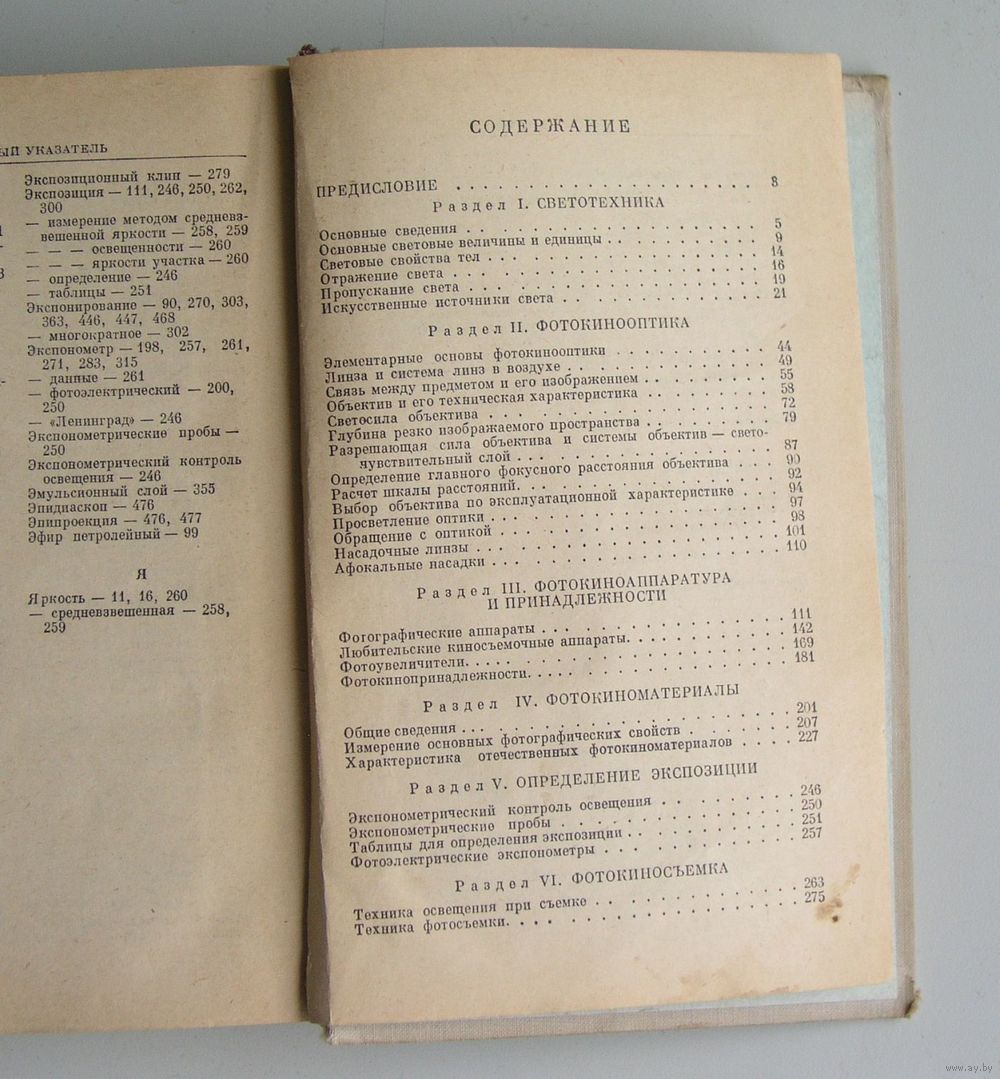 ЫЙ УКАЗАТЕЛЬ
Экспозиционный клин — 279
Экспозиция — 111, 246, 250, 262,
300
— измерение методом средневз-
вешенной яркости — 258, 259
— — — освещенности — 260
— — — яркости участка — 260
— определение — 246
— таблицы — 251
Экспонирование — 90, 270, 303,
363, 446, 447, 468
— многократное — 302
Экспонометр — 198, 257, 261,
271, 283, 315
— данные — 261
— фотоэлектрический — 200,
250
— «Ленинград» — 246
Экспонометрические пробы —
250
Экспонометрический контроль
освещения — 246
Эмульсионный слой — 355
Эпидиаскоп — 476
Эпипроекция — 476, 477
Эфир петролейный — 99
Я
Яркость — 11, 16, 260
— средневзвешенная — 258,
259
СОДЕРЖАНИЕ
ПРЕДИСЛОВИЕ . . . . . . . . . . . . . . . . . . . . 8
Раздел I. СВЕТОТЕХНИКА
Основные сведения . . . . . . . . . . . . . . . . . . 5
Основные световые величины и единицы . . . . . . . . . 9
Световые свойства тел . . . . . . . . . . . . . . . . . 14
Отражение света . . . . . . . . . . . . . . . . . . . 16
Пропускание света . . . . . . . . . . . . . . . . . . 19
Искусственные источники света . . . . . . . . . . . . 21
Раздел II. ФОТОКИНООПТИКА
Элементарные основы фотокинооптики . . . . . . . . . . 44
Линза и система линз в воздухе . . . . . . . . . . . . 49
Связь между предметом и его изображением . . . . . . . 55
Объектив и его техническая характеристика . . . . . . . 58
Светосила объектива . . . . . . . . . . . . . . . . . 72
Глубина резко изображаемого пространства . . . . . . . 79
Разрешающая сила объектива и системы объектив — свето-
чувствительный слой . . . . . . . . . . . . . . . . . 87
Определение главного фокусного расстояния объектива . . . 90
Расчет шкалы расстояний. . . . . . . . . . . . . . . . 92
Выбор объектива по эксплуатационной характеристике . . . 94
Просветление оптики . . . . . . . . . . . . . . . . . 97
Обращение с оптикой . . . . . . . . . . . . . . . . . 98
Насадочные линзы . . . . . . . . . . . . . . . . . . 101
Афокальные насадки . . . . . . . . . . . . . . . . . 110
Раздел III. ФОТОКИНОАППАРАТУРА
И ПРИНАДЛЕЖНОСТИ
Фотографические аппараты . . . . . . . . . . . . . . . 111
Любительские киносъемочные аппараты. . . . . . . . . . 142
Фотоувеличители. . . . . . . . . . . . . . . . . . . . 169
Фотокинопринадлежности. . . . . . . . . . . . . . . . 181
Раздел IV. ФОТОКИНОМАТЕРИАЛЫ
Общие сведения . . . . . . . . . . . . . . . . . . . . 201
Измерение основных фотографических свойств . . . . . . 207
Характеристика отечественных фотокиноматериалов . . . . 227
Раздел V. ОПРЕДЕЛЕНИЕ ЭКСПОЗИЦИИ
Экспонометрический контроль освещения . . . . . . . . . 246
Экспонометрические пробы . . . . . . . . . . . . . . . 250
Таблицы для определения экспозиции . . . . . . . . . . 251
Фотоэлектрические экспонометры . . . . . . . . . . . . 257
Раздел VI. ФОТОКИНОСЪЕМКА
Техника освещения при съемке . . . . . . . . . . . . . 263
Техника фотосъемки. . . . . . . . . . . . . . . . . . 275
www.ay.by